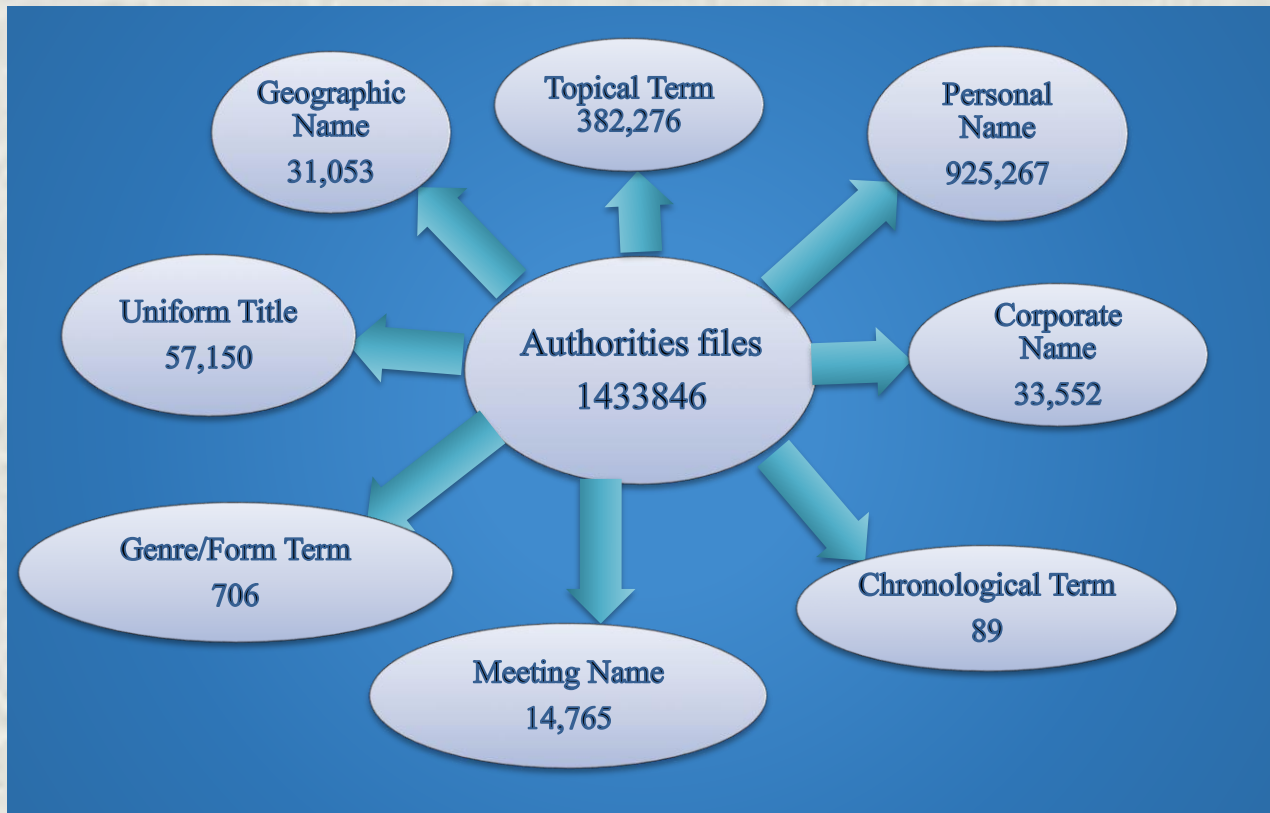 Geographic
Name
31,053
Topical Term
382,276
Personal
Name
925,267
Uniform Title
57,150
Authorities files
1433846
Corporate
Name
33,552
Genre/Form Term
706
Chronological Term
89
Meeting Name
14,765